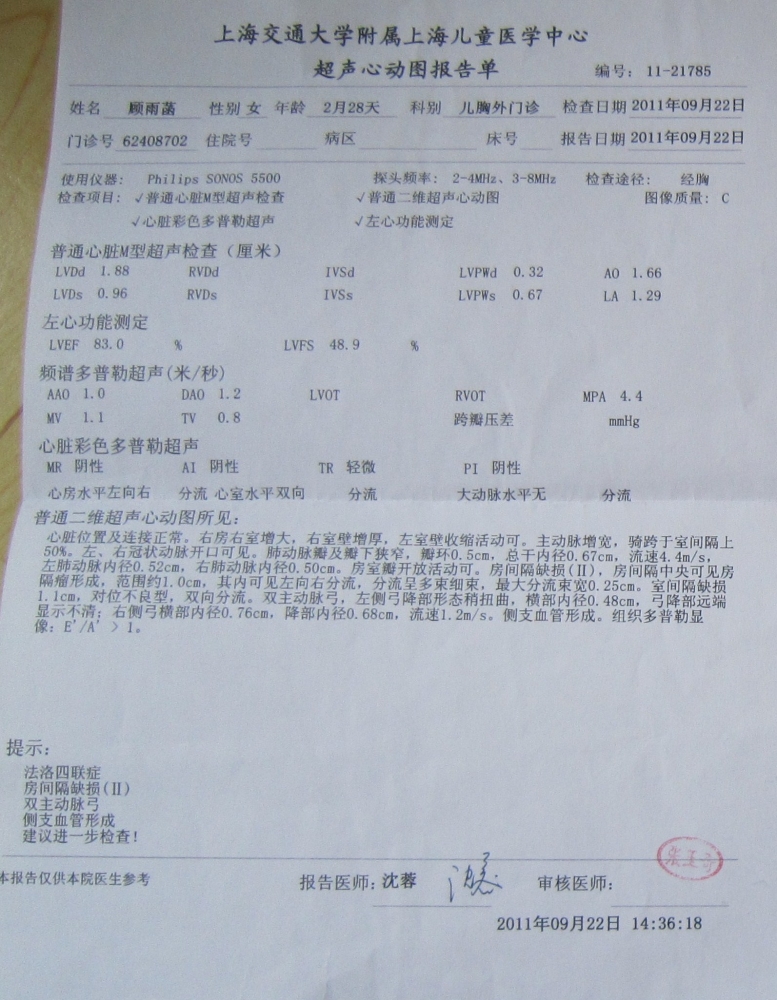 上海交通大学附属上海儿童医学中心
超声心动图报告单 编号: 11-21785
姓名 顾雨菡 性别 女 年龄 2月28天 科别 儿胸外门诊 检查日期 2011年09月22日
门诊号 62408702 住院号 病区 床号 报告日期 2011年09月22日
使用仪器: Philips SONOS 5500 探头频率: 2-4MHz、3-8MHz 检查途径: 经胸
检查项目: √普通心脏M型超声检查 √普通二维超声心动图 图像质量: C
√心脏彩色多普勒超声 √左心功能测定
普通心脏M型超声检查(厘米)
LVDd 1.88 RVDd IVSd LVPWd 0.32 AO 1.66
LVDs 0.96 RVDs IVSs LVPWs 0.67 LA 1.29
左心功能测定
LVEF 83.0 % LVFS 48.9 %
频谱多普勒超声(米/秒)
AAO 1.0 DAO 1.2 LVOT RVOT MPA 4.4
MV 1.1 TV 0.8 跨瓣压差 mmHg
心脏彩色多普勒超声
MR 阴性 AI 阴性 TR 轻微 PI 阴性
心房水平左向右 分流 心室水平双向 分流 大动脉水平无 分流
普通二维超声心动图所见:
心脏位置及连接正常。右房右室增大，右室壁增厚，左室壁收缩活动可。主动脉增宽，骑跨于室间隔上
50%。左、右冠状动脉开口可见。肺动脉瓣及瓣下狭窄，瓣环0.5cm，总干内径0.67cm，流速4.4m/s，
左肺动脉内径0.52cm，右肺动脉内径0.50cm。房室瓣开放活动可。房间隔缺损(II)，房间隔中央可见房
隔瘤形成，范围约1.0cm，其内可见左向右分流，分流呈多束细束，最大分流束宽0.25cm。室间隔缺损
1.1cm，对位不良型，双向分流。双主动脉弓，左侧弓降部形态稍扭曲，横部内径0.48cm，弓降部远端
显示不清；右侧弓横部内径0.76cm，降部内径0.68cm，流速1.2m/s。侧支血管形成。组织多普勒显
像: E'/A' > 1。
提示:
法洛四联症
房间隔缺损(II)
双主动脉弓
侧支血管形成
建议进一步检查!
本报告仅供本院医生参考 报告医师: 沈蓉 审核医师:
2011年09月22日 14:36:18